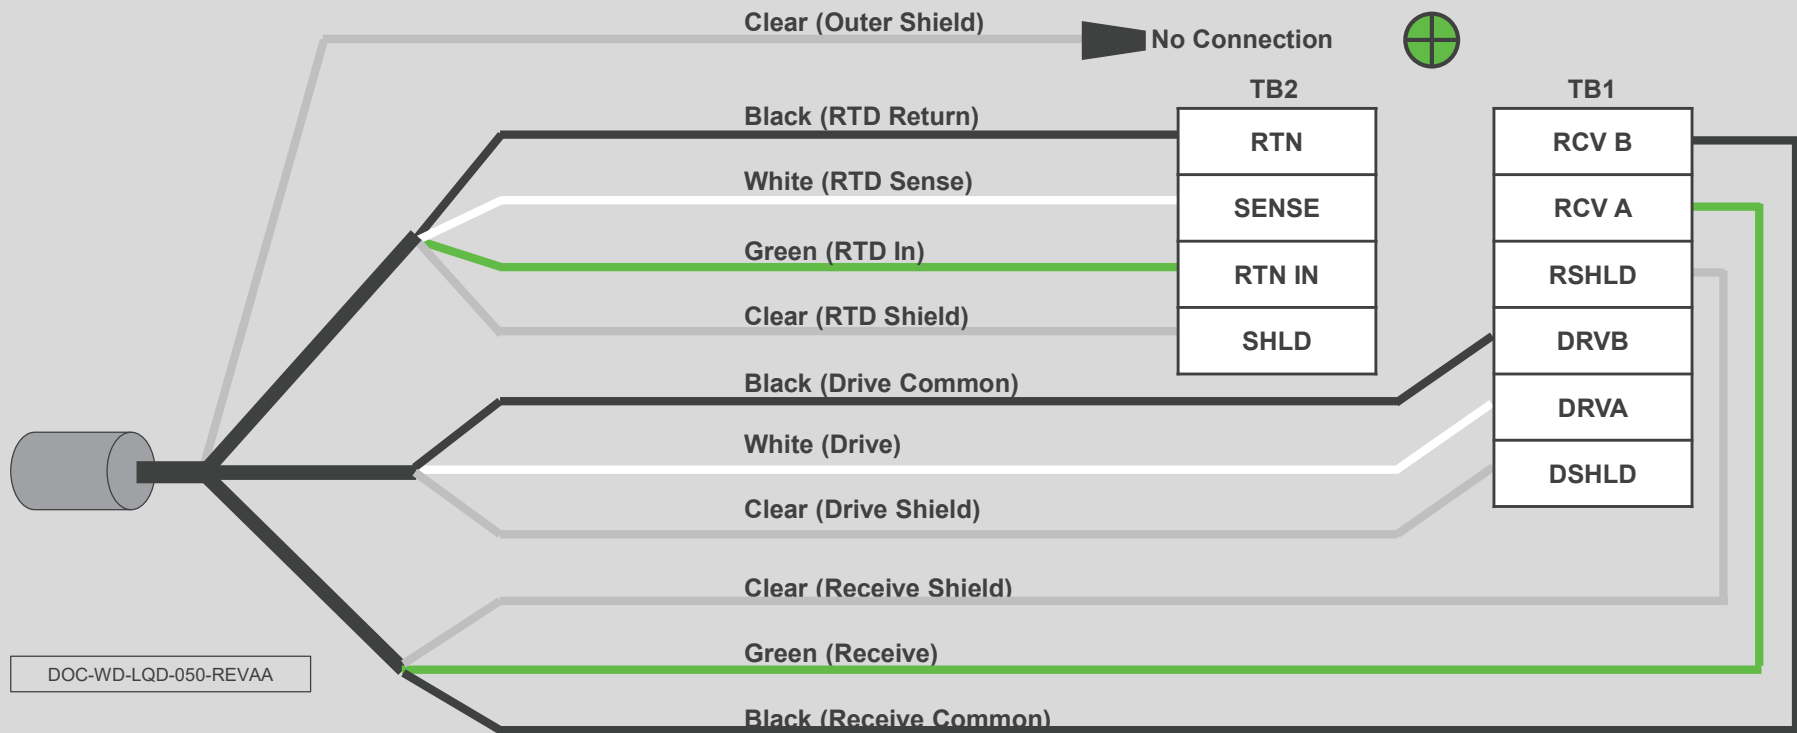 Clear (Outer Shield)
No Connection
TB2
TB1
Black (RTD Return)
RTN
RCV B
White (RTD Sense)
SENSE
RCV A
Green (RTD In)
RTN IN
RSHLD
Clear (RTD Shield)
SHLD
DRVB
Black (Drive Common)
DRVA
White (Drive)
DSHLD
Clear (Drive Shield)
Clear (Receive Shield)
Green (Receive)
DOC-WD-LQD-050-REVAA
Black (Receive Common)